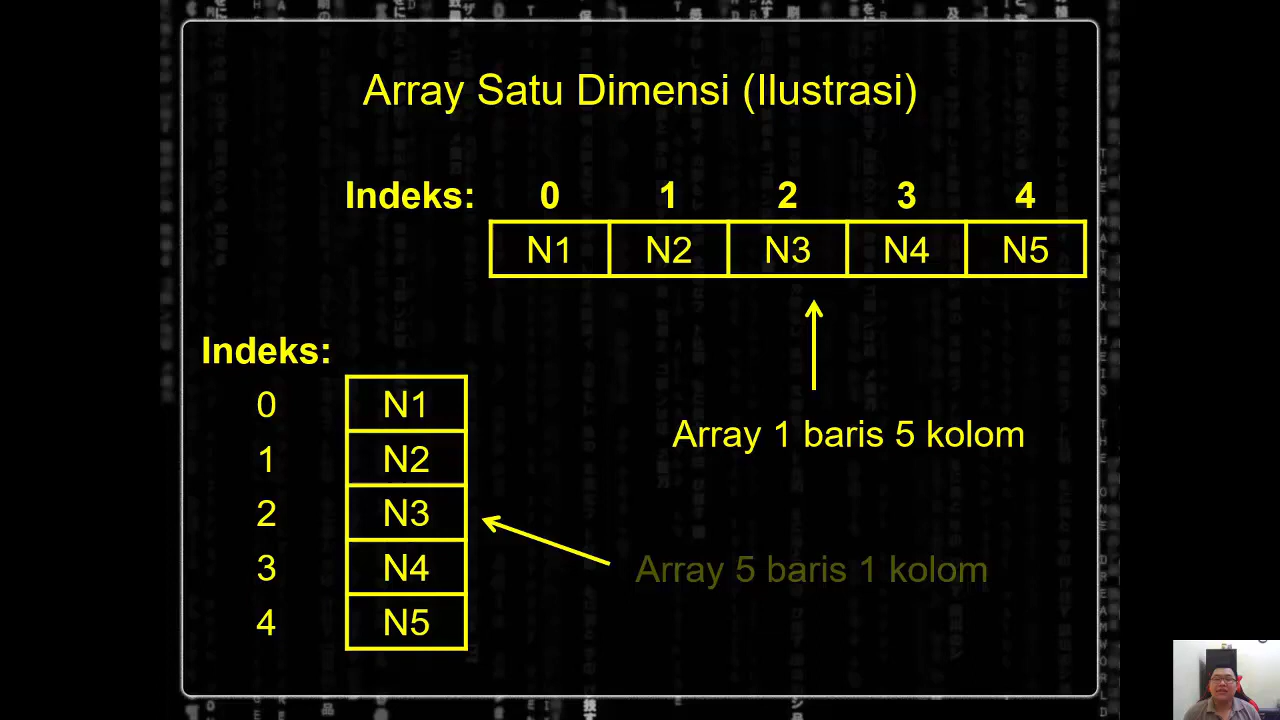 Array Satu Dimensi (Ilustrasi)
Indeks: 0 1 2 3 4
N1 N2 N3 N4 N5
Indeks:
0 N1
1 N2
2 N3
3 N4
4 N5
Array 1 baris 5 kolom
Array 5 baris 1 kolom